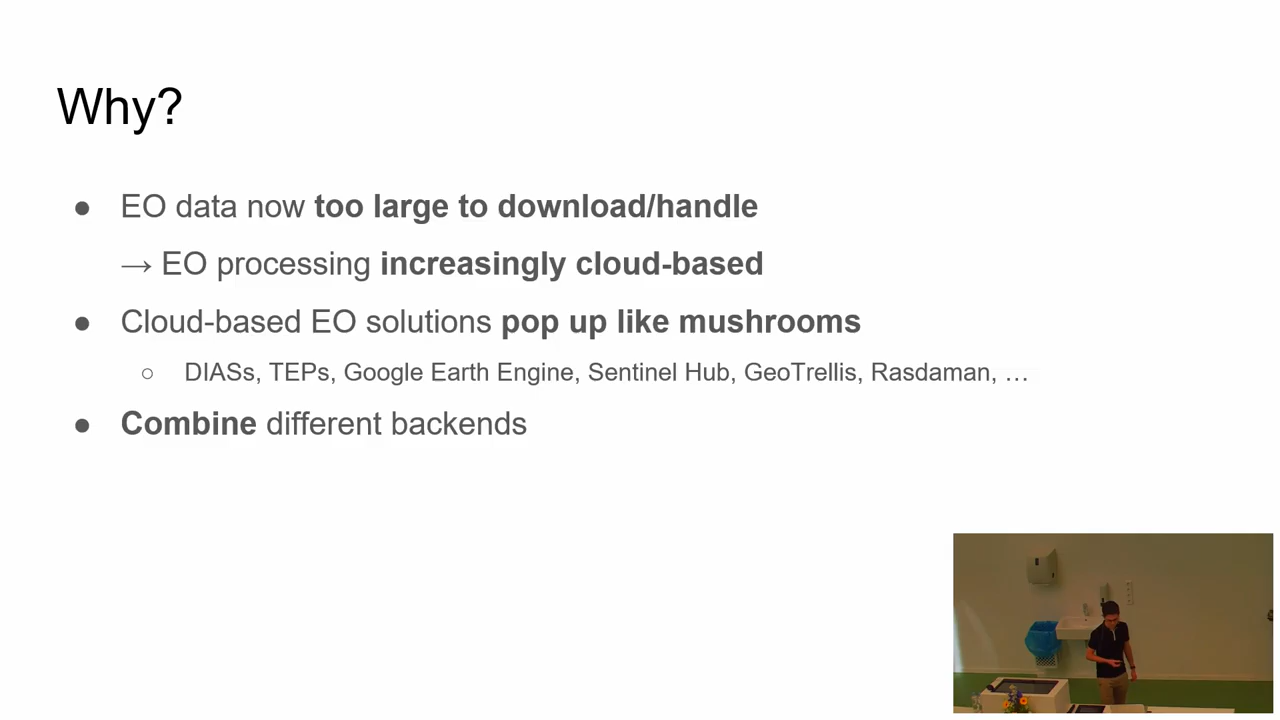 Why?
● EO data now too large to download/handle
→ EO processing increasingly cloud-based
● Cloud-based EO solutions pop up like mushrooms
○ DIASs, TEPs, Google Earth Engine, Sentinel Hub, GeoTrellis, Rasdaman, …
● Combine different backends